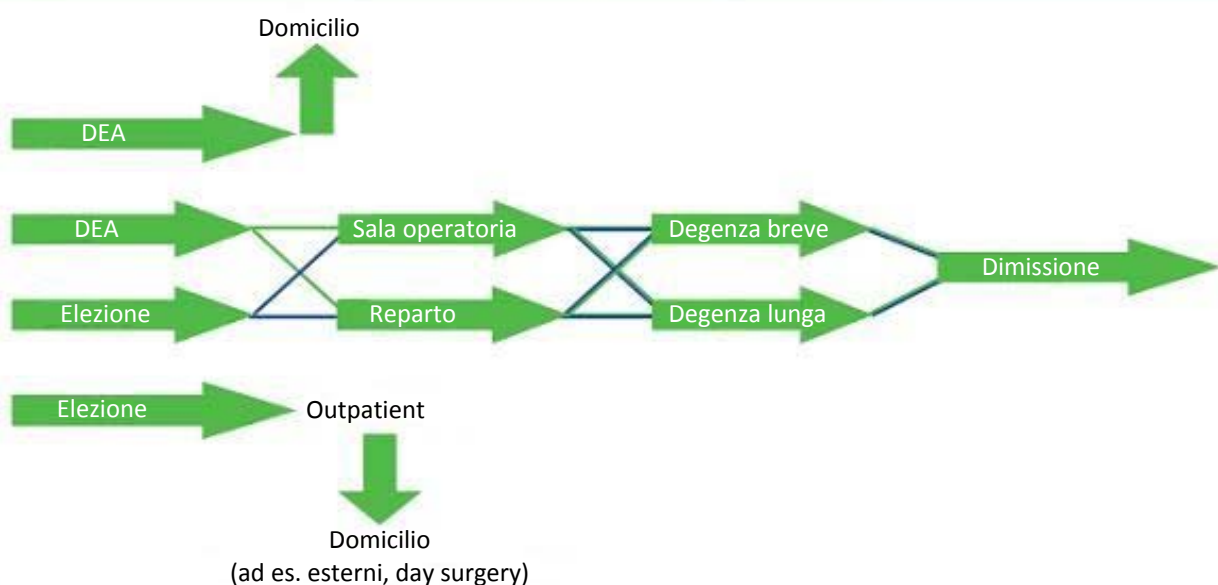 Domicilio
DEA
DEA
Sala operatoria
Degenza breve
Dimissione
Elezione
Reparto
Degenza lunga
Elezione
Outpatient
Domicilio
(ad es. esterni, day surgery)